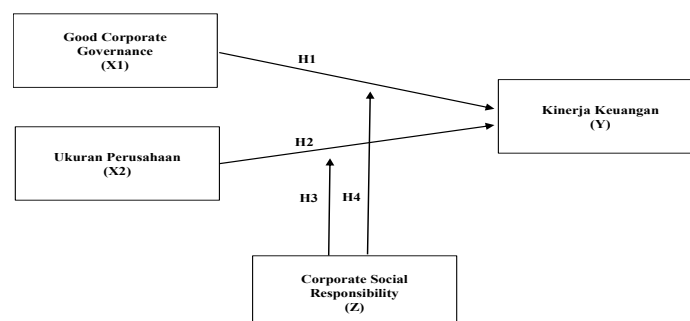 Good Corporate
Governance
(X1)
H1
Kinerja Keuangan
(Y)
Ukuran Perusahaan
(X2)
H2
H3
H4
Corporate Social
Responsibility
(Z)